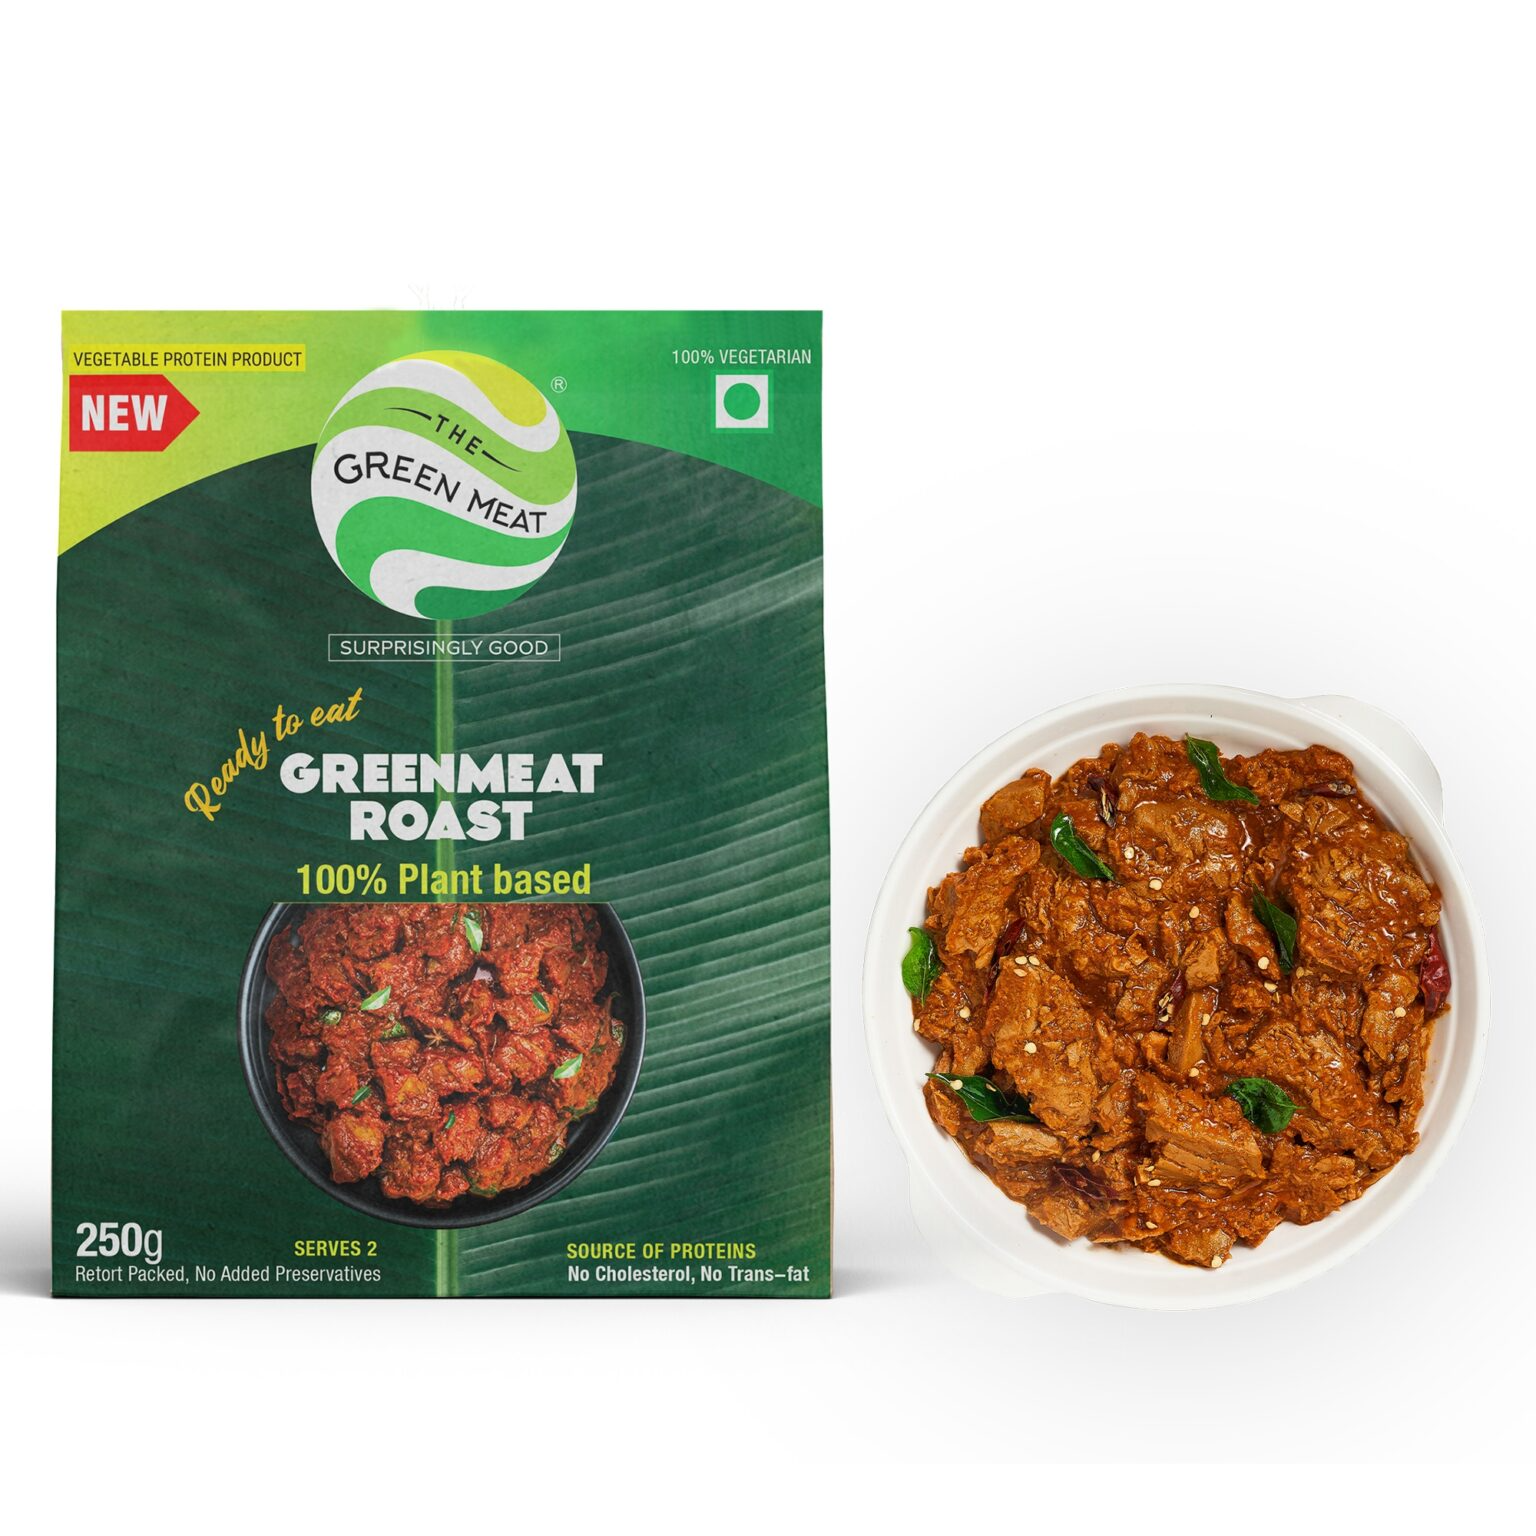 VEGETABLE PROTEIN PRODUCT
NEW
100% VEGETARIAN
®
THE
GREEN MEAT
SURPRISINGLY GOOD
Ready to eat
GREENMEAT
ROAST
100% Plant based
250g
Retort Packed, No Added Preservatives
SERVES 2
SOURCE OF PROTEINS
No Cholesterol, No Trans-fat